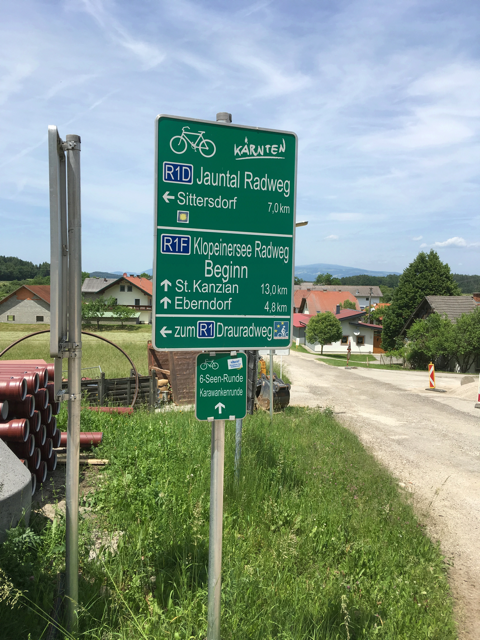 KÄRNTEN
R1D Jauntal Radweg
← Sittersdorf 7,0 km
R1F Klopeinersee Radweg
Beginn
↑ St. Kanzian 13,0 km
↑ Eberndorf 4,8 km
← zum R1 Drauradweg
6-Seen-Runde
Karawankenrunde
↑